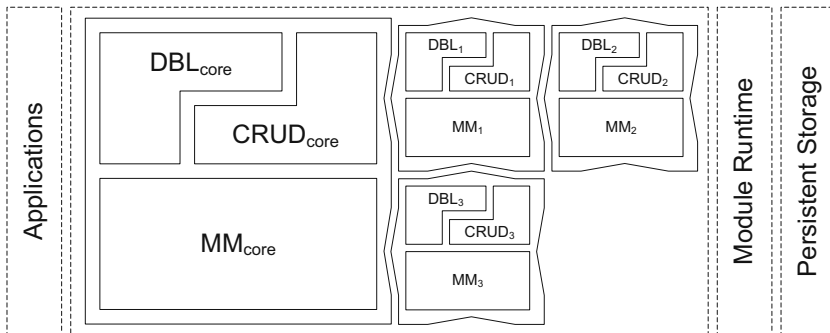 Applications
DBLcore
CRUDcore
MMcore
DBL1
CRUD1
MM1
DBL2
CRUD2
MM2
DBL3
CRUD3
MM3
Module Runtime
Persistent Storage